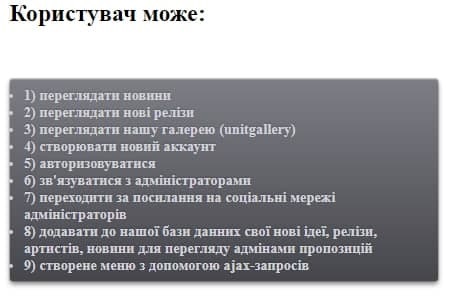 Користувач може:
1) переглядати новини
2) переглядати нові релізи
3) переглядати нашу галерею (unitgallery)
4) створювати новий аккаунт
5) авторизовуватися
6) зв'язуватися з адміністраторами
7) переходити за посилання на соціальні мережі
адміністраторів
8) додавати до нашої бази данних свої нові ідеї, релізи,
артистів, новини для перегляду адмінами пропозицій
9) створене меню з допомогою ajax-запросів